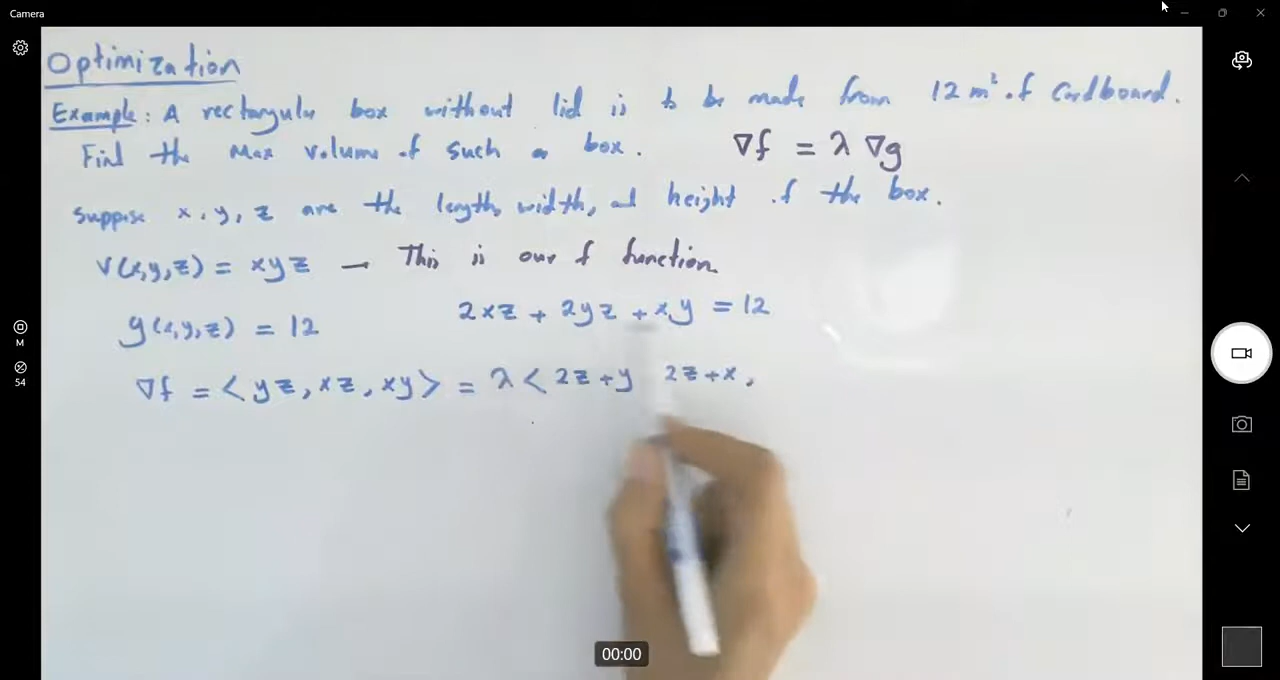 Camera
Optimization
Example: A rectangular box without lid is to be made from 12 m² of Cardboard.
Find the Max volume of such a box. ∇f = λ ∇g
Suppose x, y, z are the length, width, and height of the box.
V(x,y,z) = xyz → This is our f function
g(x,y,z) = 12 2xz + 2yz + xy = 12
∇f = < yz, xz, xy > = λ < 2z+y 2z+x,
M
54
00:00